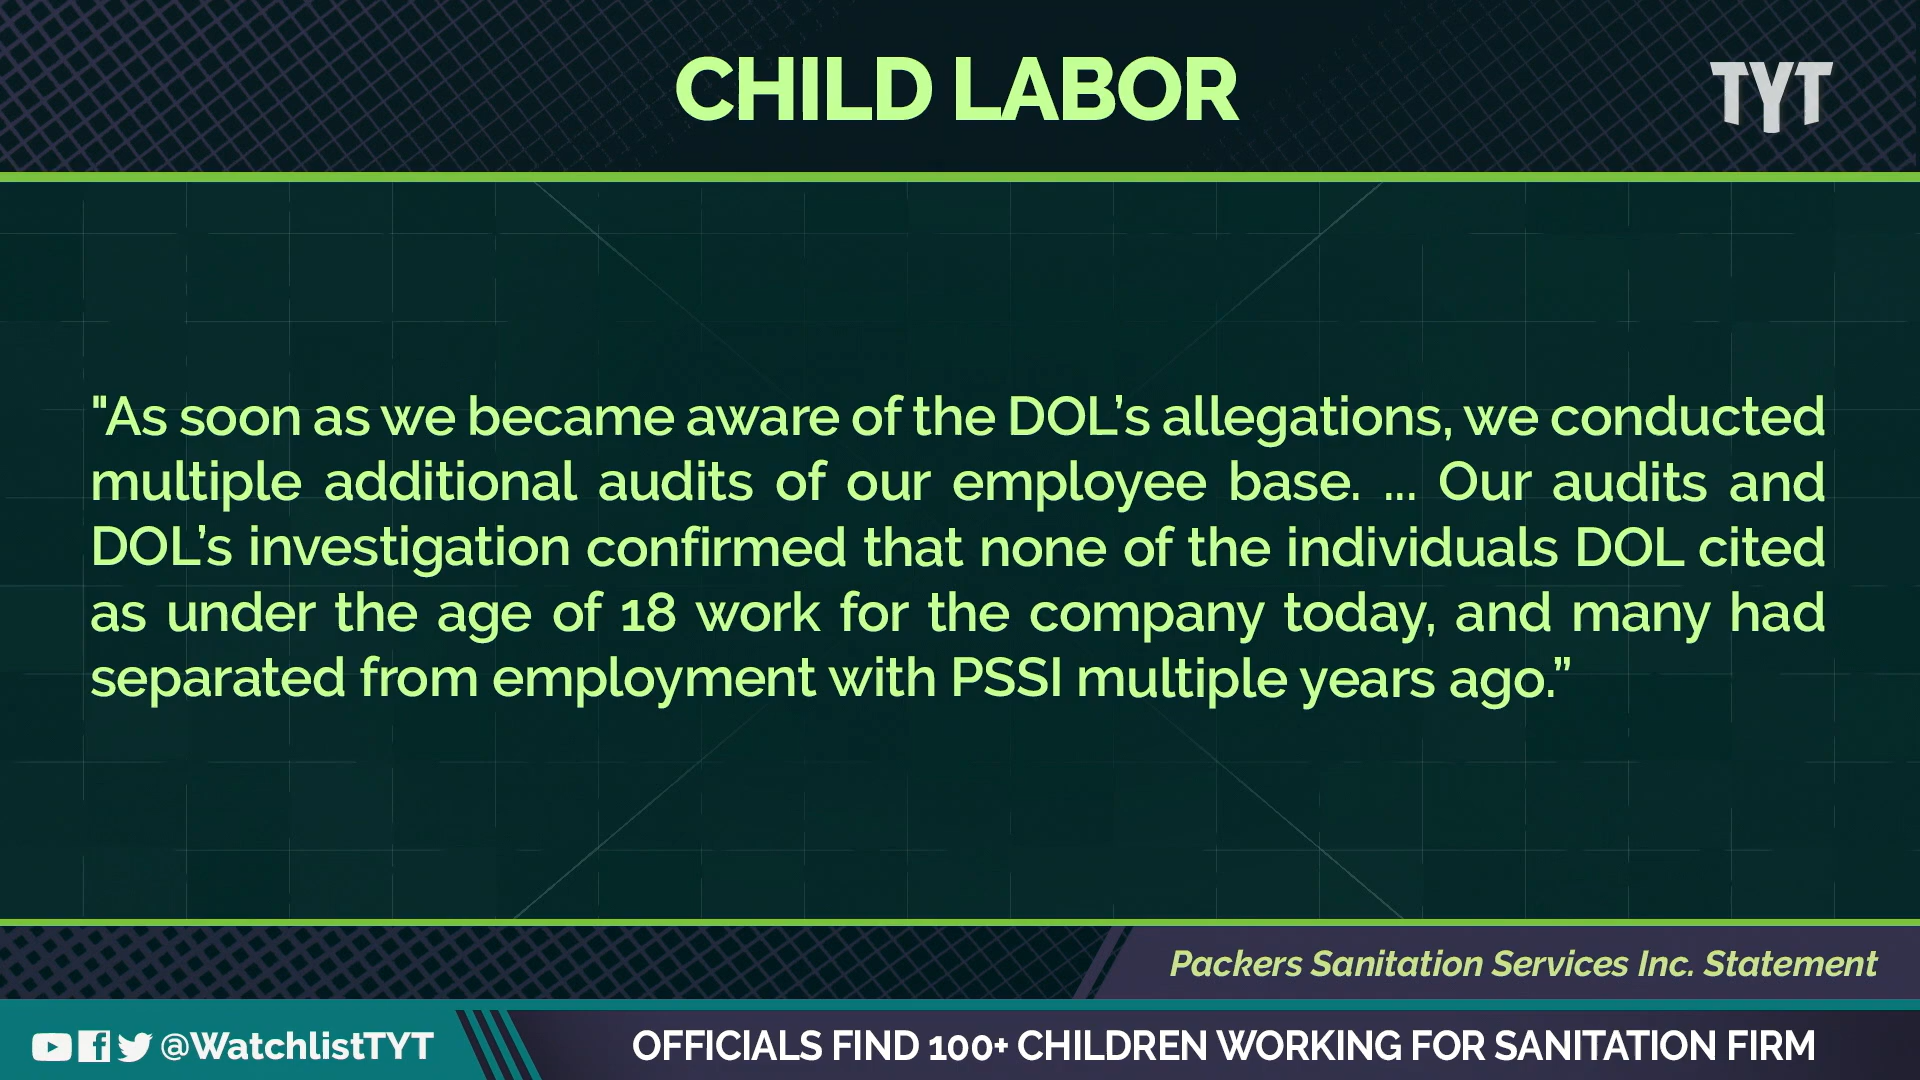 CHILD LABOR
TYT
"As soon as we became aware of the DOL’s allegations, we conducted
multiple additional audits of our employee base. ... Our audits and
DOL’s investigation confirmed that none of the individuals DOL cited
as under the age of 18 work for the company today, and many had
separated from employment with PSSI multiple years ago.”
Packers Sanitation Services Inc. Statement
@WatchlistTYT
OFFICIALS FIND 100+ CHILDREN WORKING FOR SANITATION FIRM